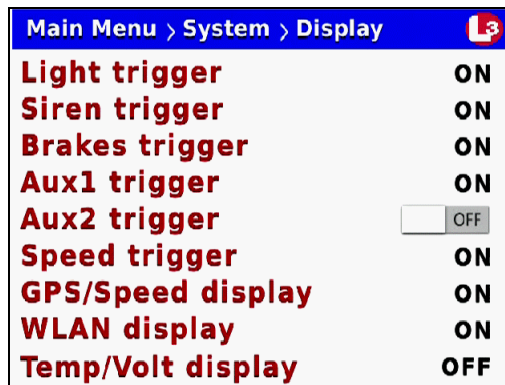 Main Menu > System > Display L3
Light trigger ON
Siren trigger ON
Brakes trigger ON
Aux1 trigger ON
Aux2 trigger OFF
Speed trigger ON
GPS/Speed display ON
WLAN display ON
Temp/Volt display OFF